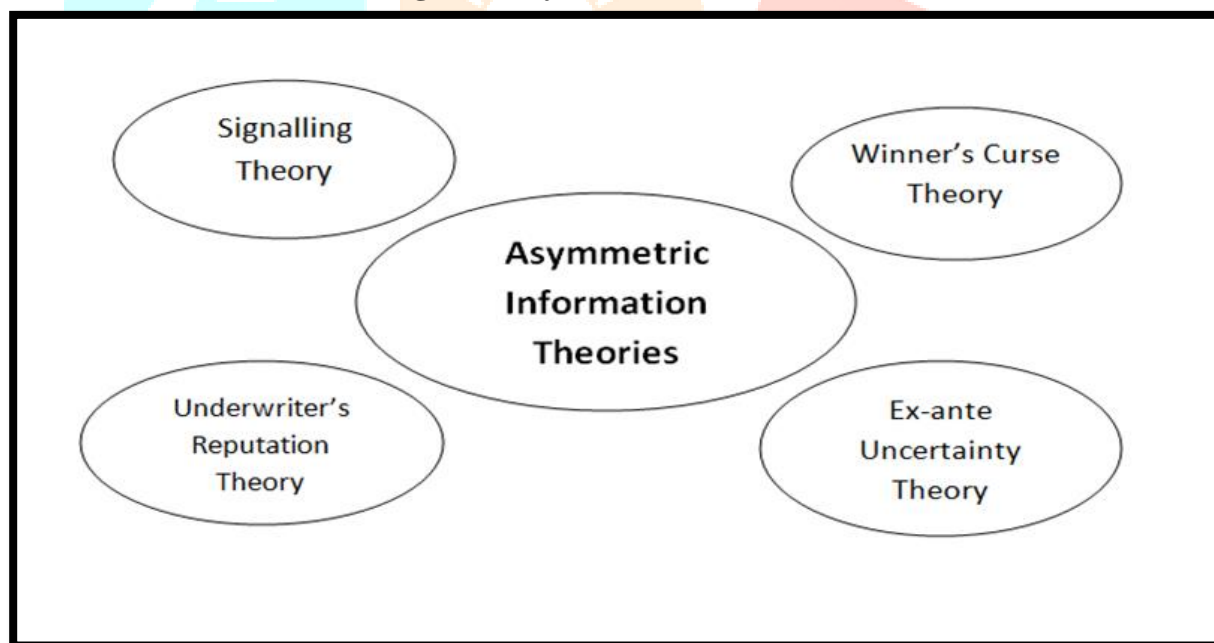 Signalling
Theory
Winner's Curse
Theory
Asymmetric
Information
Theories
Underwriter's
Reputation
Theory
Ex-ante
Uncertainty
Theory